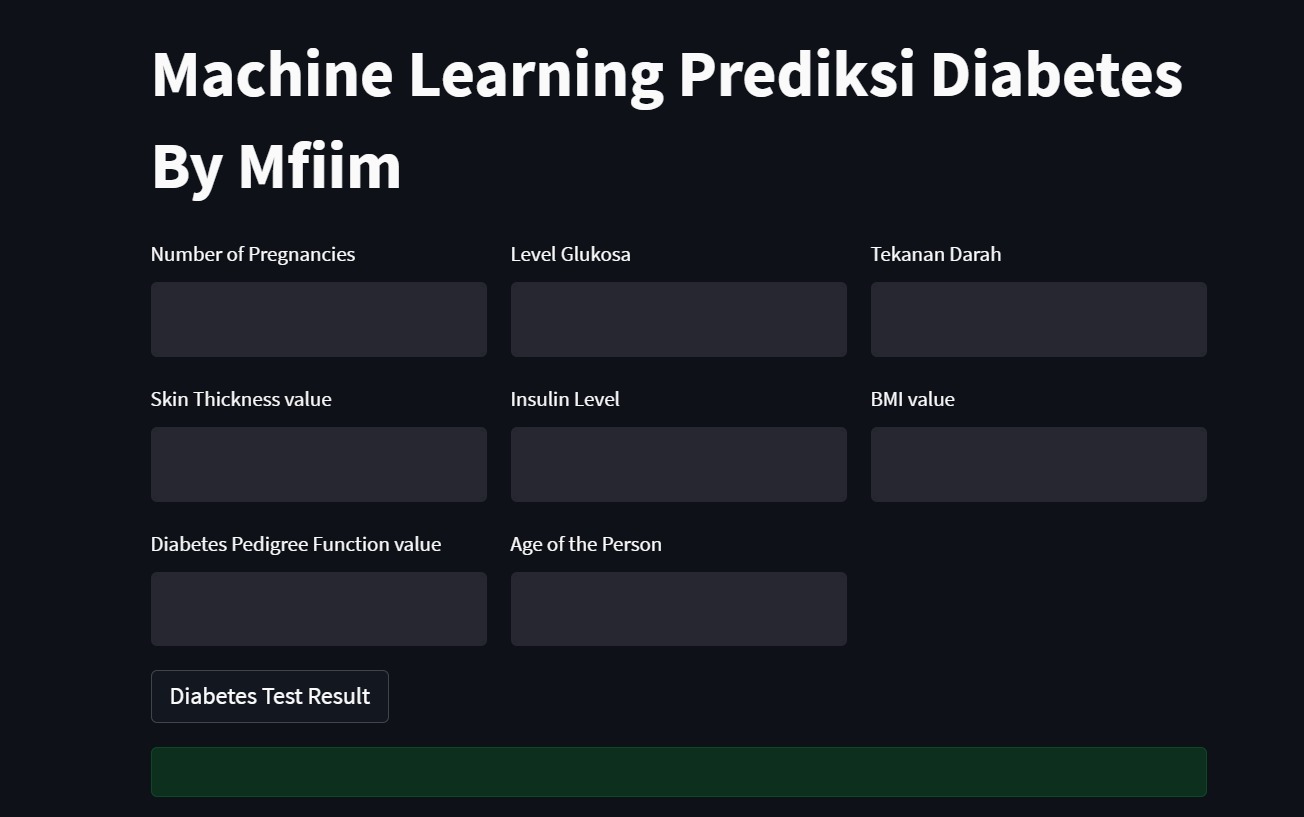 Machine Learning Prediksi Diabetes
By Mfiim
Number of Pregnancies
Level Glukosa
Tekanan Darah
Skin Thickness value
Insulin Level
BMI value
Diabetes Pedigree Function value
Age of the Person
Diabetes Test Result